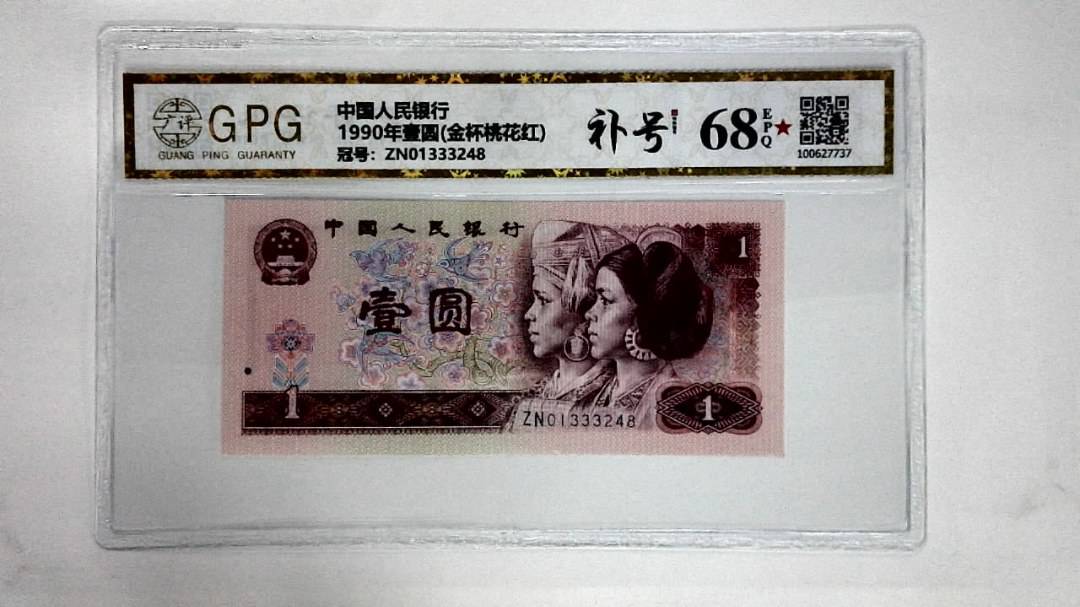 广评
GPG
GUANG PING GUARANTY
中国人民银行
1990年壹圆(金杯桃花红)
冠号: ZN01333248
补号
68
EPQ
100627737
中国人民银行
1
壹圆
1
ZN01333248
1